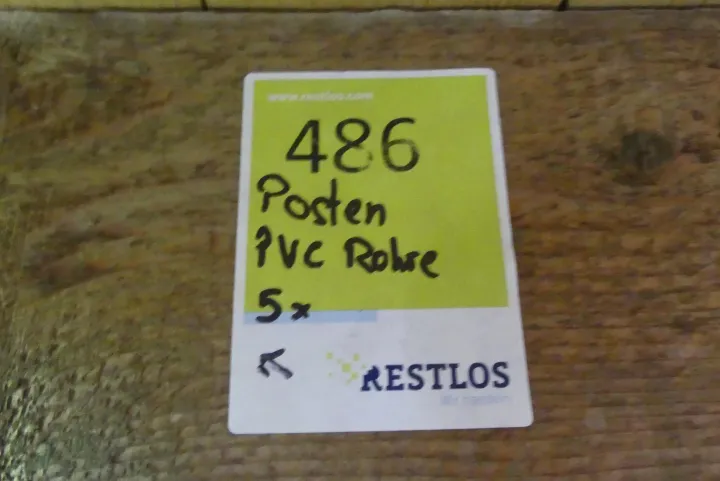 www.restlos.com
486
Posten
PVC Rohre
5x
RESTLOS